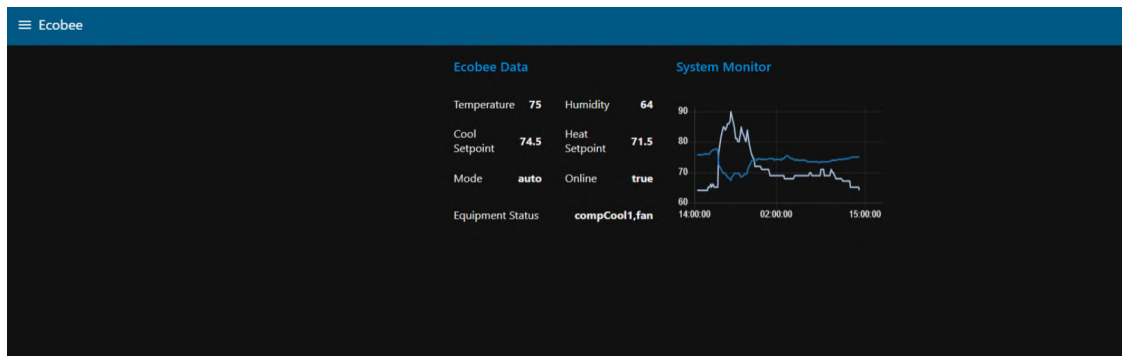 Ecobee
Ecobee Data
Temperature 75 Humidity 64
Cool Setpoint 74.5 Heat Setpoint 71.5
Mode auto Online true
Equipment Status compCool1,fan
System Monitor
90
80
70
60
14:00:00 02:00:00 15:00:00